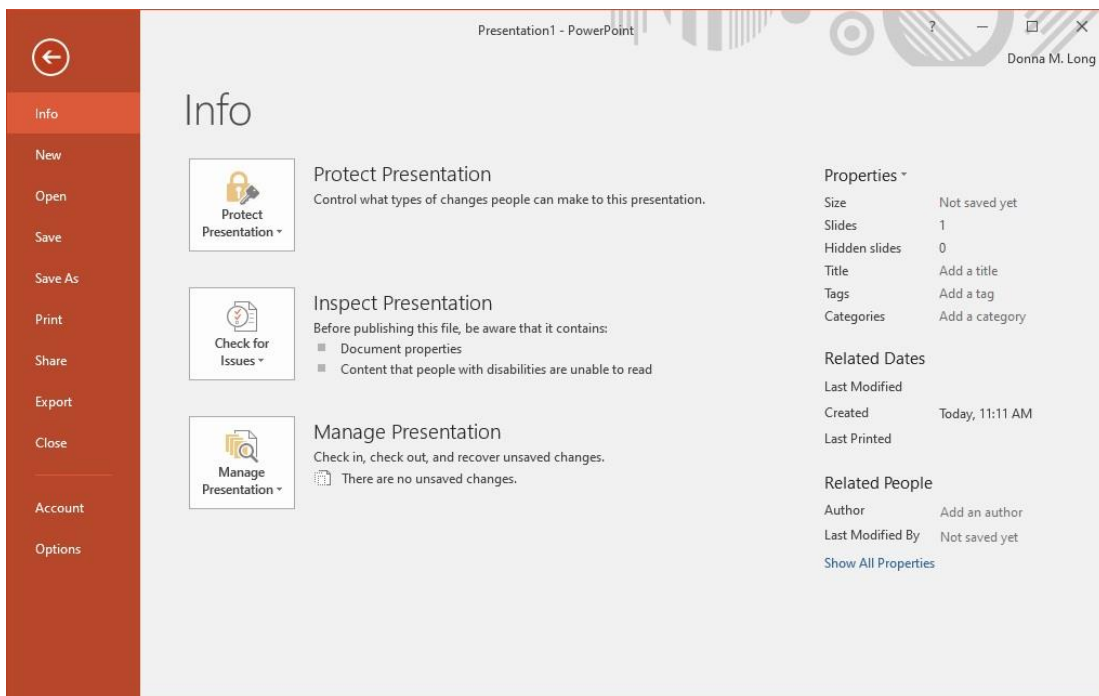 Presentation1 - PowerPoint
?
Donna M. Long
Info
New
Open
Save
Save As
Print
Share
Export
Close
Account
Options
Info
Protect
Presentation
Protect Presentation
Control what types of changes people can make to this presentation.
Check for
Issues
Inspect Presentation
Before publishing this file, be aware that it contains:
Document properties
Content that people with disabilities are unable to read
Manage
Presentation
Manage Presentation
Check in, check out, and recover unsaved changes.
There are no unsaved changes.
Properties
Size Not saved yet
Slides 1
Hidden slides 0
Title Add a title
Tags Add a tag
Categories Add a category
Related Dates
Last Modified
Created Today, 11:11 AM
Last Printed
Related People
Author Add an author
Last Modified By Not saved yet
Show All Properties